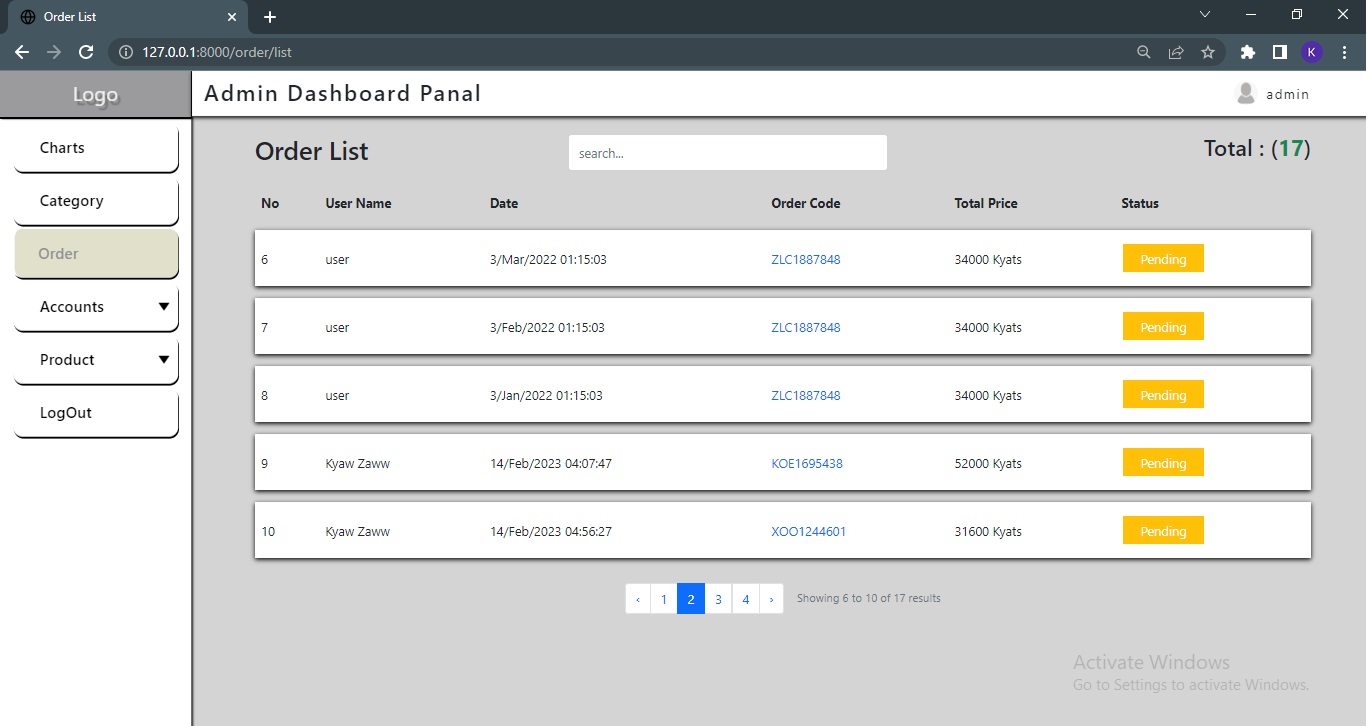 Order List
127.0.0.1:8000/order/list
K
Logo
Admin Dashboard Panal
admin
Charts
Category
Order
Accounts
Product
LogOut
Order List
search...
Total : (17)
No User Name Date Order Code Total Price Status
6 user 3/Mar/2022 01:15:03 ZLC1887848 34000 Kyats Pending
7 user 3/Feb/2022 01:15:03 ZLC1887848 34000 Kyats Pending
8 user 3/Jan/2022 01:15:03 ZLC1887848 34000 Kyats Pending
9 Kyaw Zaww 14/Feb/2023 04:07:47 KOE1695438 52000 Kyats Pending
10 Kyaw Zaww 14/Feb/2023 04:56:27 XOO1244601 31600 Kyats Pending
‹ 1 2 3 4 › Showing 6 to 10 of 17 results
Activate Windows
Go to Settings to activate Windows.